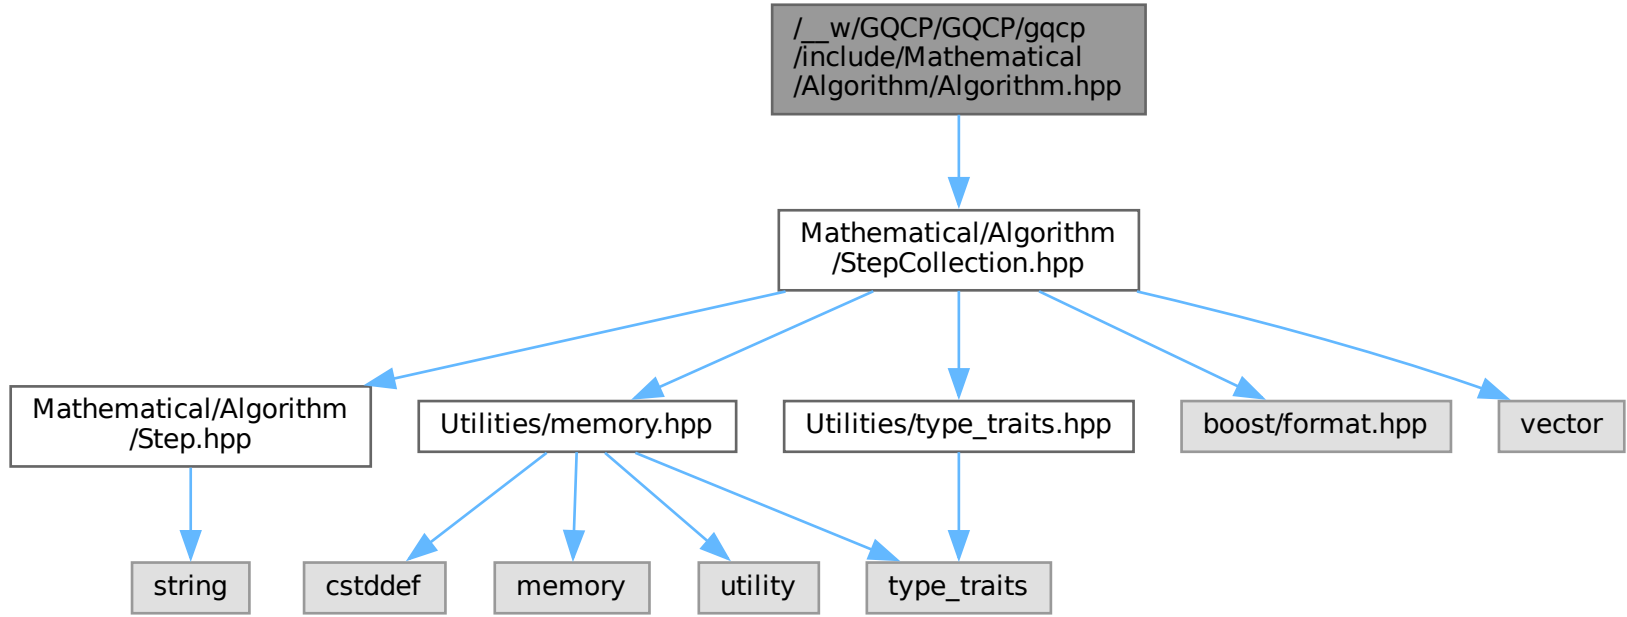 /__w/GQCP/GQCP/gqcp
/include/Mathematical
/Algorithm/Algorithm.hpp
Mathematical/Algorithm
/StepCollection.hpp
Mathematical/Algorithm
/Step.hpp
Utilities/memory.hpp
Utilities/type_traits.hpp
boost/format.hpp
vector
string
cstddef
memory
utility
type_traits